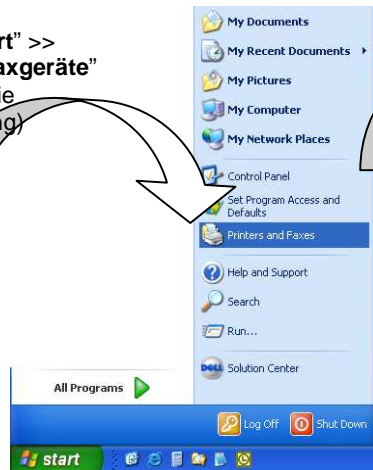 rt” >>
axgeräte”
ie
g)
My Documents
My Recent Documents
My Pictures
My Computer
My Network Places
Control Panel
Set Program Access and
Defaults
Printers and Faxes
Help and Support
Search
Run...
DELL Solution Center
All Programs
Log Off Shut Down
start